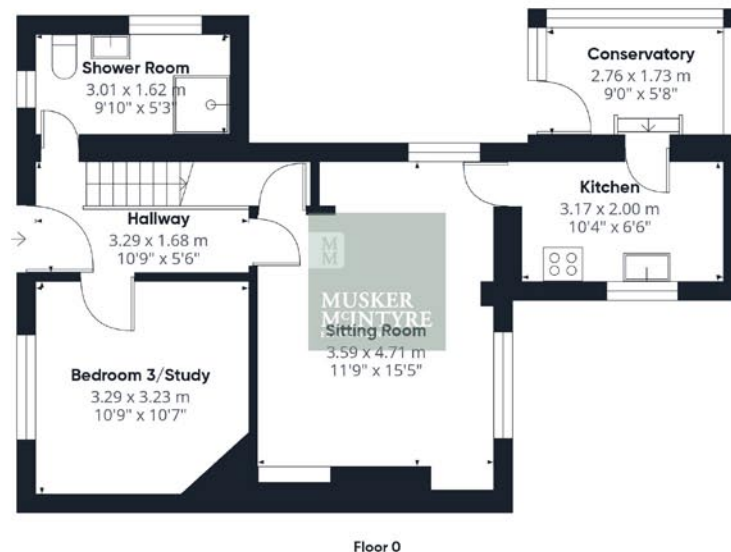 Shower Room
3.01 x 1.62 m
9'10" x 5'3"
Conservatory
2.76 x 1.73 m
9'0" x 5'8"
Kitchen
3.17 x 2.00 m
10'4" x 6'6"
Hallway
3.29 x 1.68 m
10'9" x 5'6"
M
M
MUSKER
McINTYRE
Sitting Room
3.59 x 4.71 m
11'9" x 15'5"
Bedroom 3/Study
3.29 x 3.23 m
10'9" x 10'7"
Floor 0